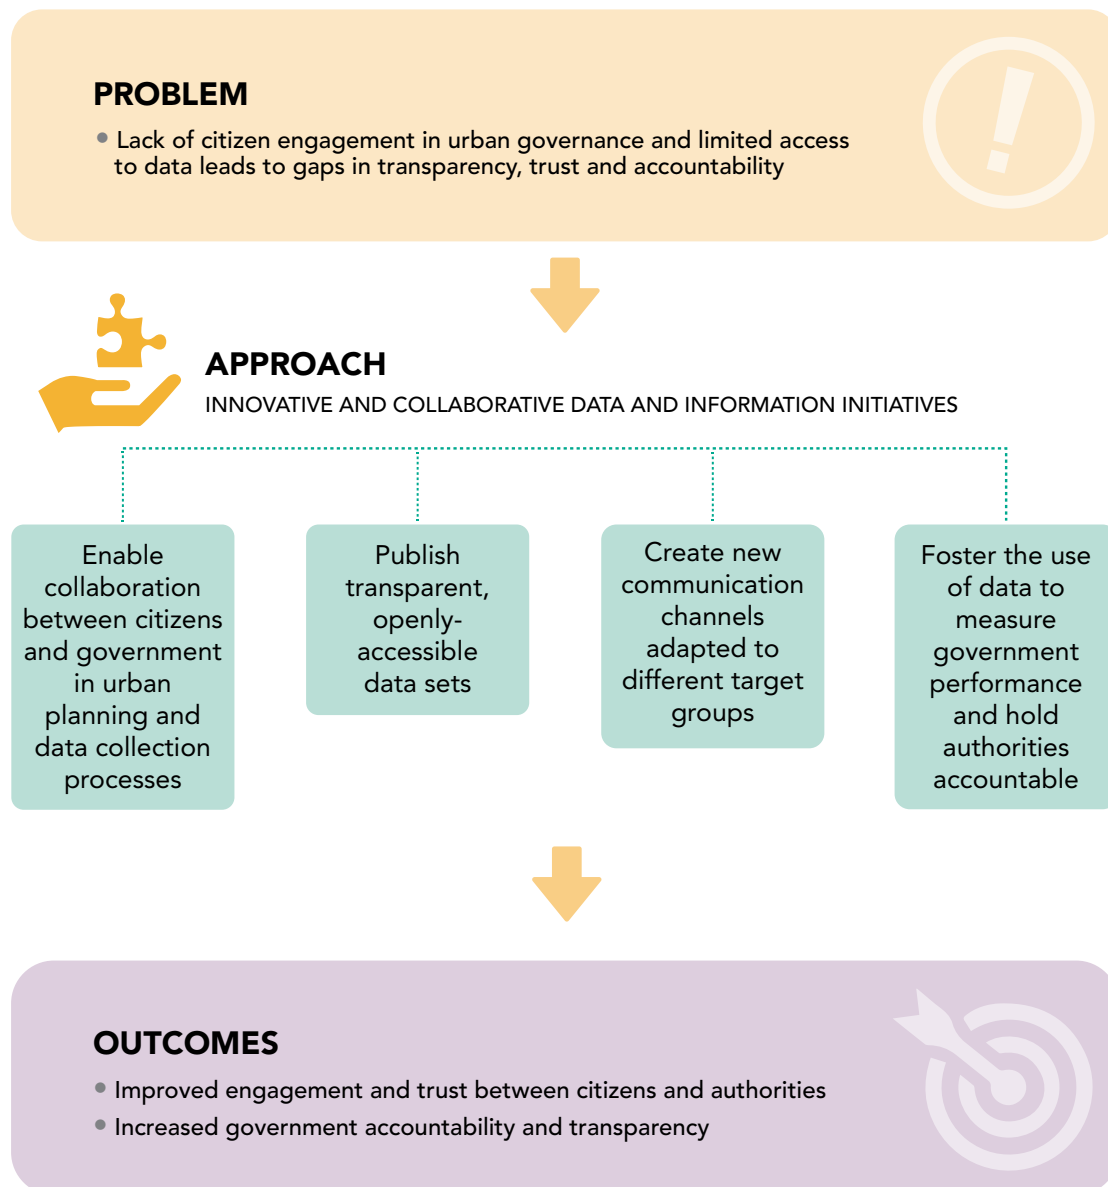 PROBLEM
• Lack of citizen engagement in urban governance and limited access
to data leads to gaps in transparency, trust and accountability
APPROACH
INNOVATIVE AND COLLABORATIVE DATA AND INFORMATION INITIATIVES
Enable
collaboration
between citizens
and government
in urban
planning and
data collection
processes
Publish
transparent,
openly-
accessible
data sets
Create new
communication
channels
adapted to
different target
groups
Foster the use
of data to
measure
government
performance
and hold
authorities
accountable
OUTCOMES
• Improved engagement and trust between citizens and authorities
• Increased government accountability and transparency